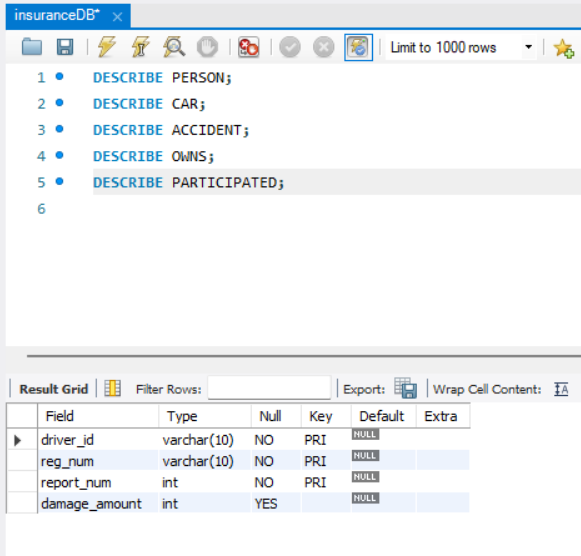 insuranceDB* ×
Limit to 1000 rows
1 DESCRIBE PERSON;
2 DESCRIBE CAR;
3 DESCRIBE ACCIDENT;
4 DESCRIBE OWNS;
5 DESCRIBE PARTICIPATED;
6
Result Grid Filter Rows: Export: Wrap Cell Content:
Field Type Null Key Default Extra
driver_id varchar(10) NO PRI NULL
reg_num varchar(10) NO PRI NULL
report_num int NO PRI NULL
damage_amount int YES NULL